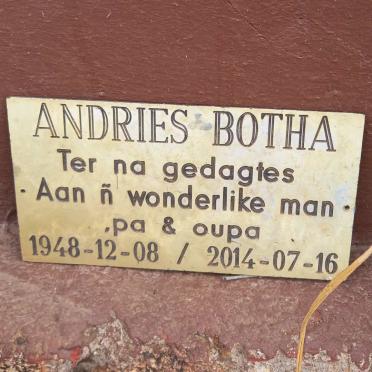 ANDRIES BOTHA
Ter na gedagtes
Aan ñ wonderlike man
,pa & oupa
1948-12-08 / 2014-07-16